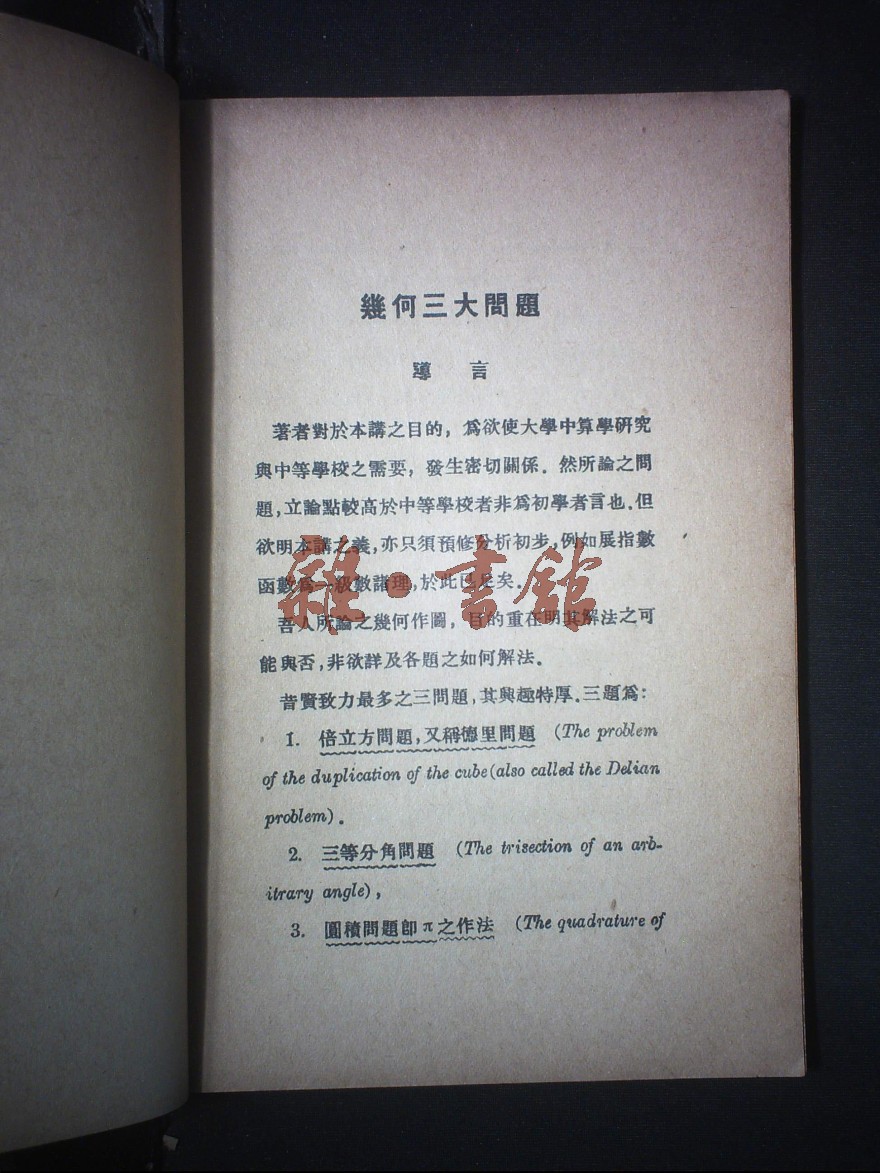 幾何三大問題
導言
著者對於本講之目的，爲欲使大學中算學研究
與中等學校之需要，發生密切關係．然所論之問
題，立論點較高於中等學校者非爲初學者言也．但
欲明本講之義，亦只須預修分析初步，例如展指數
函數爲一級數諸理，於此已足矣．
吾人所論之幾何作圖，目的重在明其解法之可
能與否，非欲詳及各題之如何解法．
昔賢致力最多之三問題，其興趣特厚．三題爲：
1. 倍立方問題，又稱德里問題 (The problem
of the duplication of the cube(also called the Delian
problem)．
2. 三等分角問題 (The trisection of an arb-
itrary angle)，
3. 圓積問題卽π之作法 (The quadrature of
雜·書館